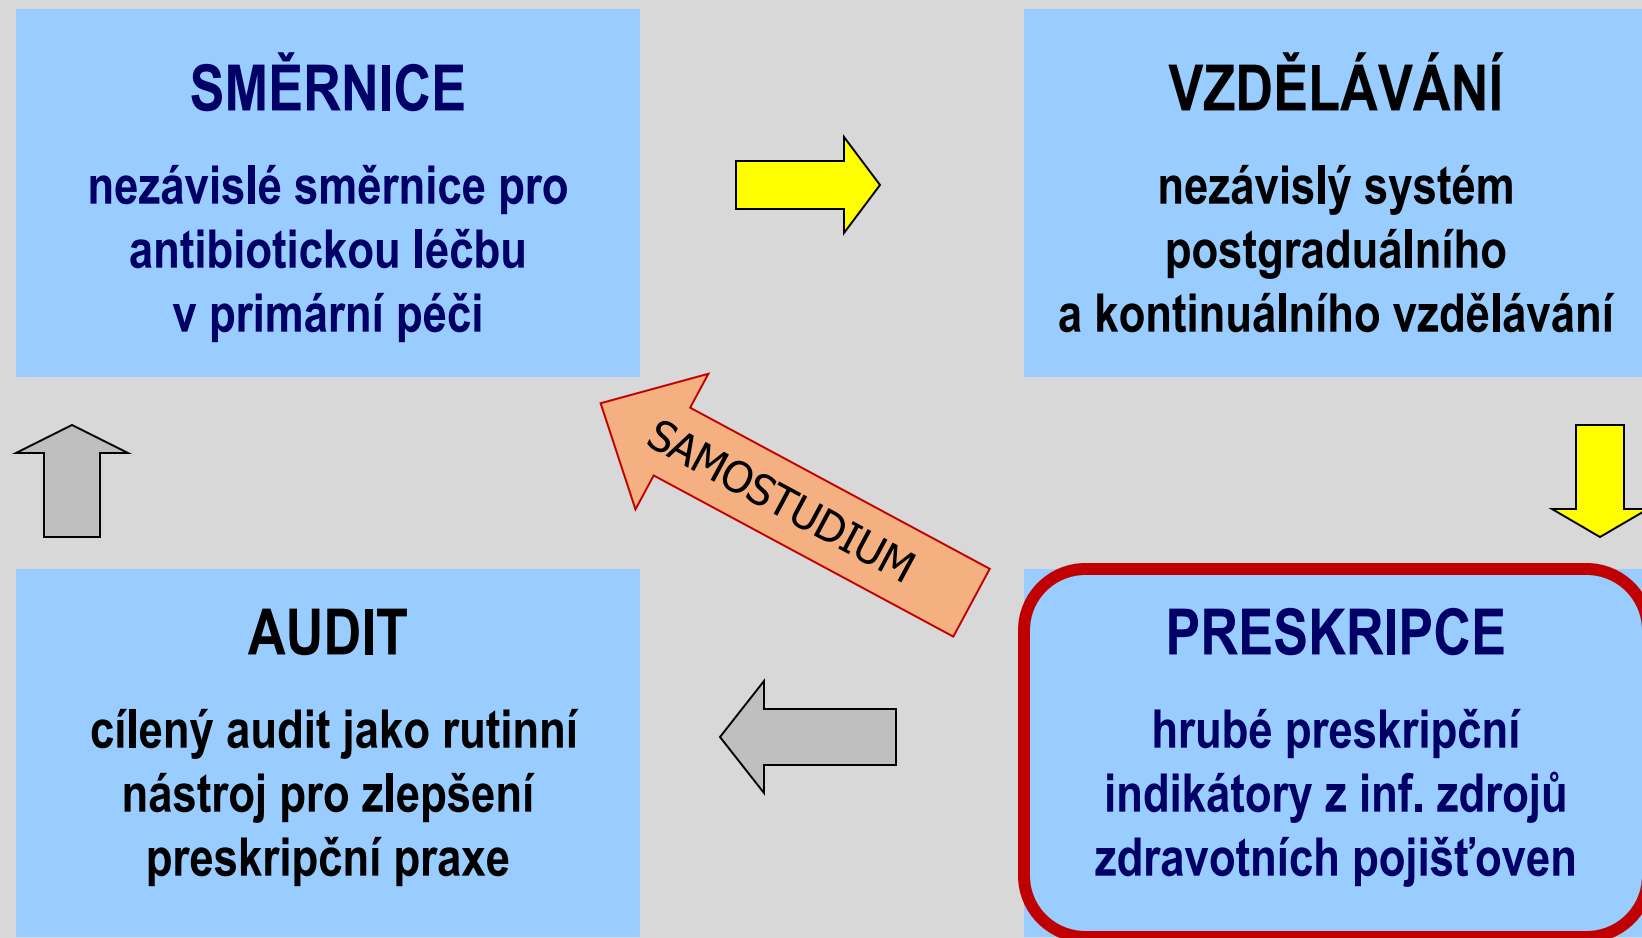 SMĚRNICE
nezávislé směrnice pro
antibiotickou léčbu
v primární péči
VZDĚLÁVÁNÍ
nezávislý systém
postgraduálního
a kontinuálního vzdělávání
SAMOSTUDIUM
AUDIT
cílený audit jako rutinní
nástroj pro zlepšení
preskripční praxe
PRESKRIPCE
hrubé preskripční
indikátory z inf. zdrojů
zdravotních pojišťoven